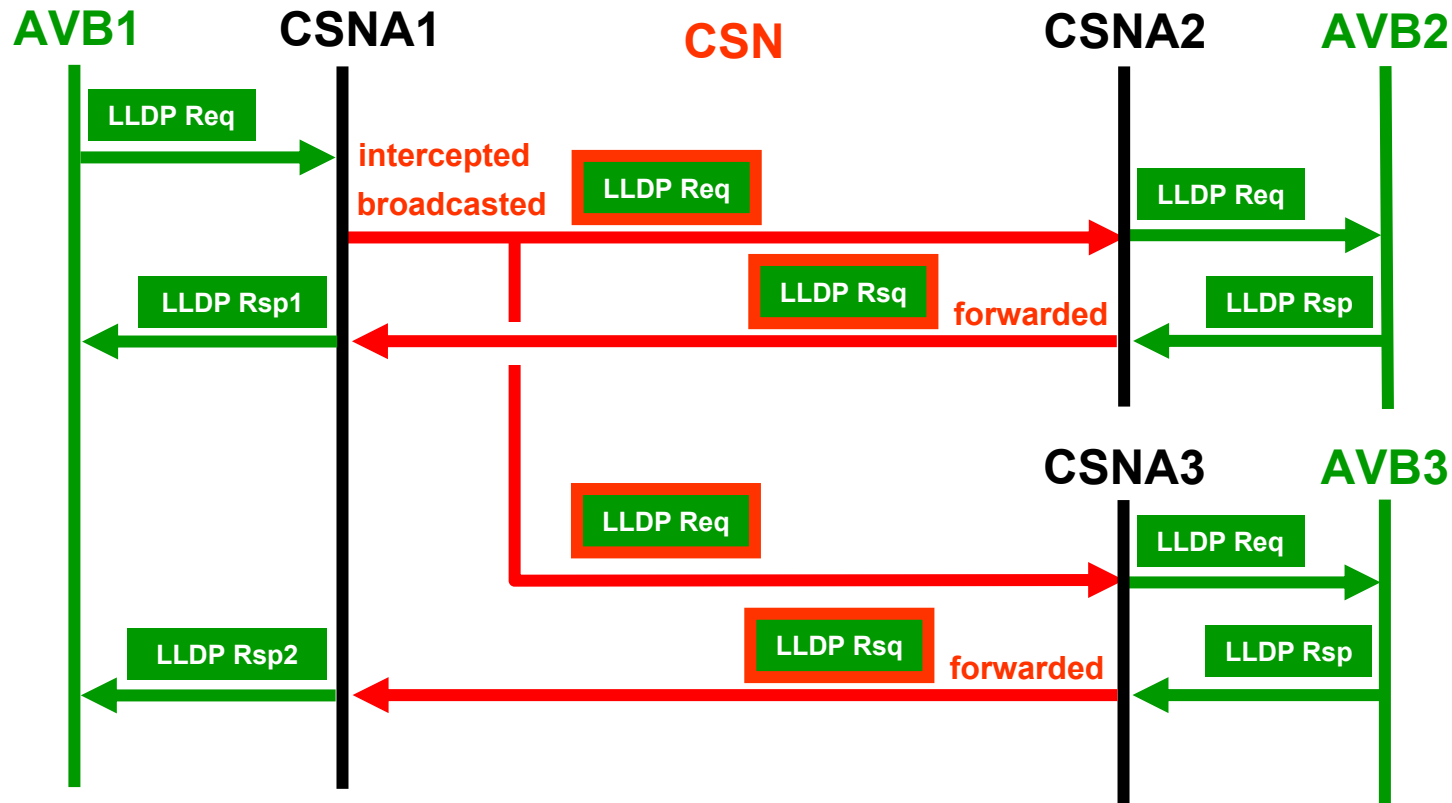 AVB1
CSNA1
CSN
CSNA2
AVB2
LLDP Req
intercepted
broadcasted
LLDP Req
LLDP Req
LLDP Rsp1
LLDP Rsq
forwarded
LLDP Rsp
CSNA3
AVB3
LLDP Req
LLDP Req
LLDP Rsp2
LLDP Rsq
forwarded
LLDP Rsp